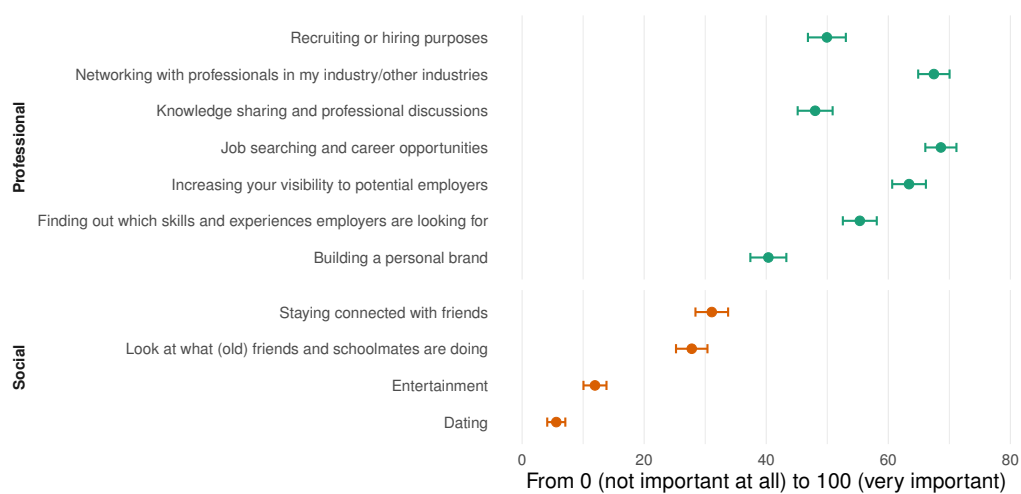 Professional
Recruiting or hiring purposes
Networking with professionals in my industry/other industries
Knowledge sharing and professional discussions
Job searching and career opportunities
Increasing your visibility to potential employers
Finding out which skills and experiences employers are looking for
Building a personal brand
Social
Staying connected with friends
Look at what (old) friends and schoolmates are doing
Entertainment
Dating
0 20 40 60 80
From 0 (not important at all) to 100 (very important)